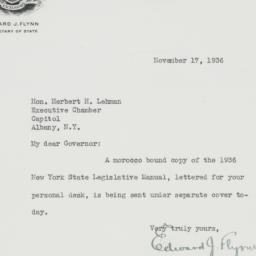 ARD J. FLYNN
ETARY OF STATE
November 17, 1936
Hon. Herbert H. Lehman
Executive Chamber
Capitol
Albany, N.Y.
My dear Governor:
A morocco bound copy of the 1936
New York State Legislative Manual, lettered for your
personal desk, is being sent under separate cover to-
day.
Very truly yours,
Edward J. Flynn